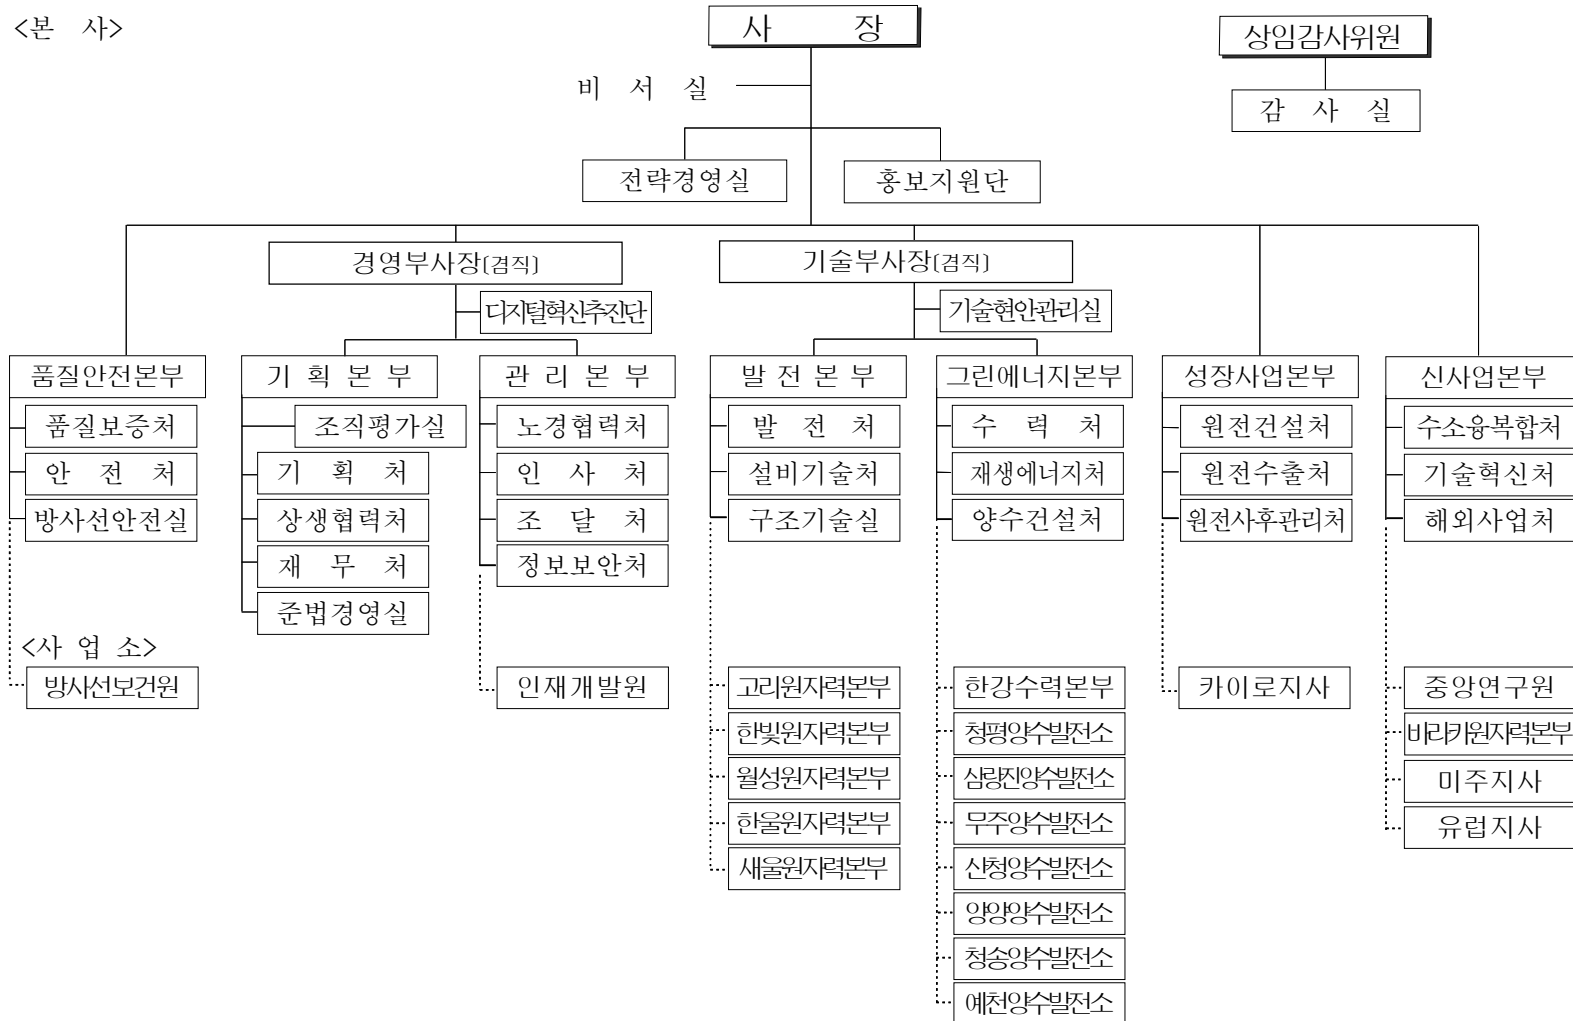 <본 사>
사 장
상임감사위원
비 서 실
감 사 실
전략경영실
홍보지원단
경영부사장(겸직)
기술부사장(겸직)
디지털혁신추진단
기술현안관리실
품질안전본부
기 획 본 부
관 리 본 부
발 전 본 부
그린에너지본부
성장사업본부
신사업본부
품질보증처
조직평가실
노경협력처
발 전 처
수 력 처
원전건설처
수소융복합처
안 전 처
기 획 처
인 사 처
설비기술처
재생에너지처
원전수출처
기술혁신처
방사선안전실
상생협력처
조 달 처
구조기술실
양수건설처
원전사후관리처
해외사업처
재 무 처
정보보안처
준법경영실
<사 업 소>
방사선보건원
인재개발원
고리원자력본부
한강수력본부
카이로지사
중앙연구원
한빛원자력본부
청평양수발전소
바라카원자력본부
월성원자력본부
삼랑진양수발전소
미주지사
한울원자력본부
무주양수발전소
유럽지사
새울원자력본부
산청양수발전소
양양양수발전소
청송양수발전소
예천양수발전소